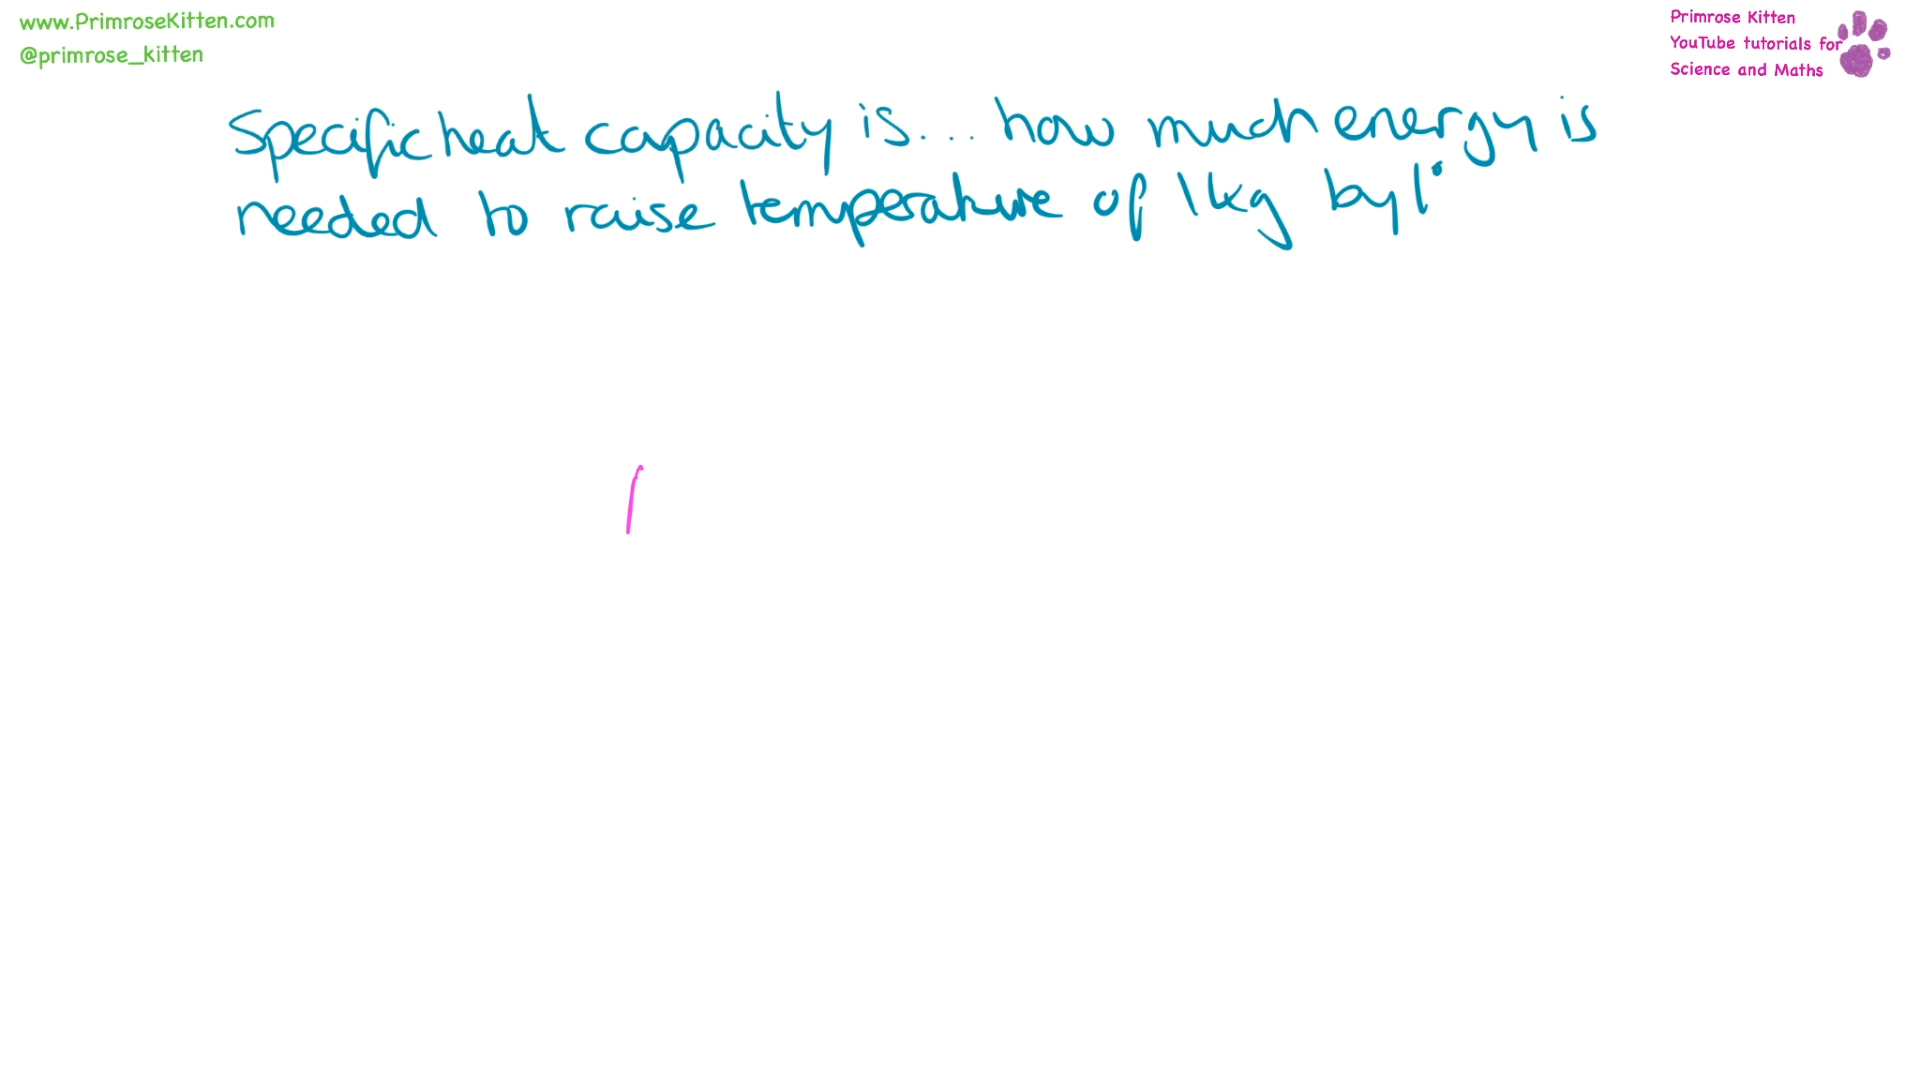 www.PrimroseKitten.com
@primrose_kitten
Primrose Kitten
YouTube tutorials for
Science and Maths
Specific heat capacity is... how much energy is
needed to raise temperature of 1kg by 1°